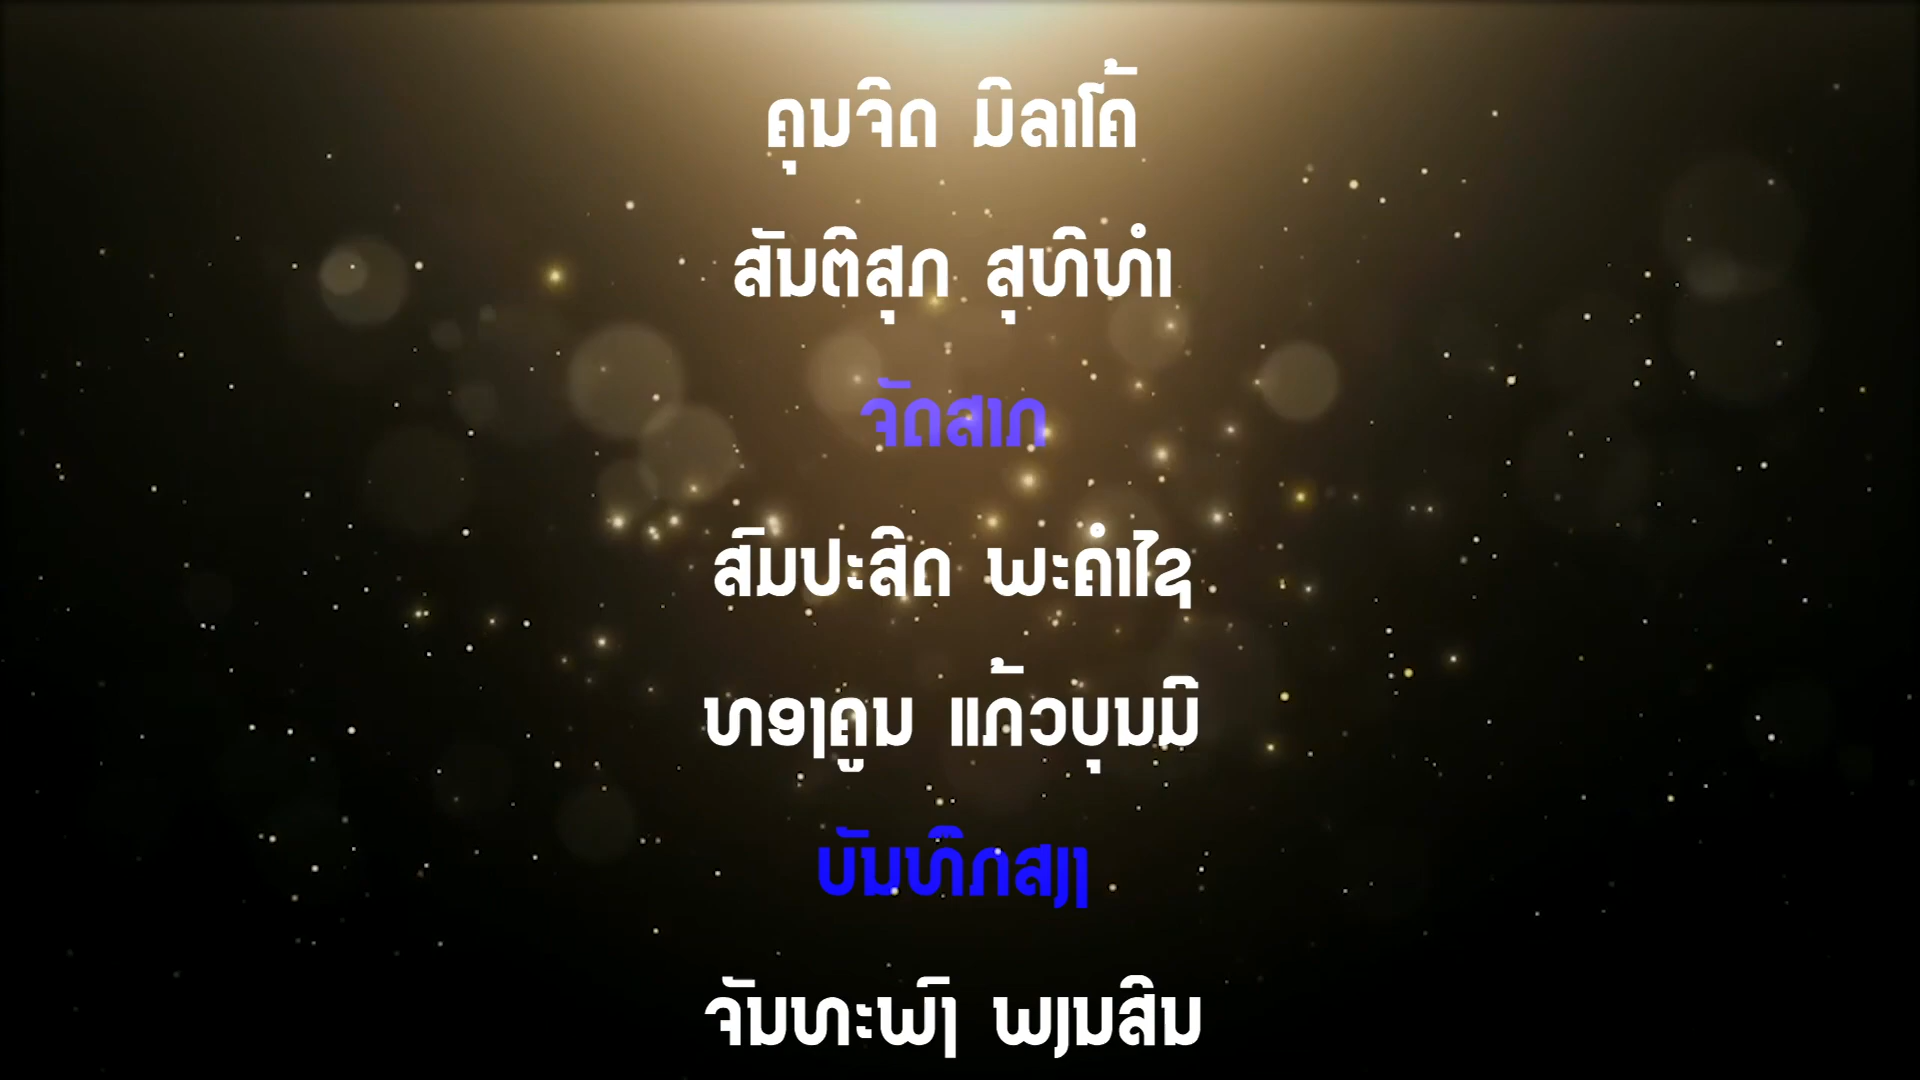 ຄຸນຈິດ ມິລາໂຄ້
ສັນຕິສຸກ ສຸທິທຳ
ຈັດສາກ
ສົມປະສິດ ພະຄຳໄຊ
ທອງຄູນ ແກ້ວບຸນມີ
ບັນທຶກສຽງ
ຈັນທະພົງ ພຽນສິນ